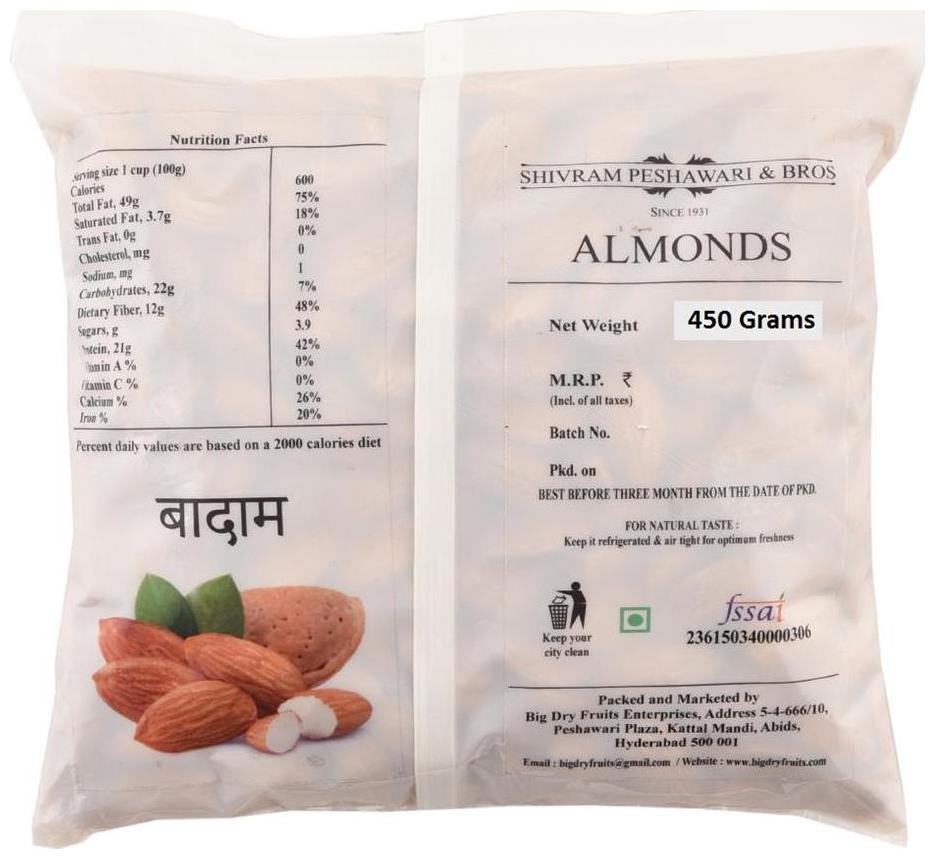 Nutrition Facts
Serving size 1 cup (100g)
Calories 600
Total Fat, 49g 75%
Saturated Fat, 3.7g 18%
Trans Fat, 0g 0%
Cholesterol, mg 0
Sodium, mg 1
Carbohydrates, 22g 7%
Dietary Fiber, 12g 48%
Sugars, g 3.9
Protein, 21g 42%
Vitamin A % 0%
Vitamin C % 0%
Calcium % 26%
Iron % 20%
Percent daily values are based on a 2000 calories diet
बादाम
SHIVRAM PESHAWARI & BROS
SINCE 1931
ALMONDS
Net Weight 450 Grams
M.R.P. ₹
(Incl. of all taxes)
Batch No.
Pkd. on
BEST BEFORE THREE MONTH FROM THE DATE OF PKD.
FOR NATURAL TASTE :
Keep it refrigerated & air tight for optimum freshness
Keep your
city clean
fssai
236150340000306
Packed and Marketed by
Big Dry Fruits Enterprises, Address 5-4-666/10,
Peshawari Plaza, Kattal Mandi, Abids,
Hyderabad 500 001
Email : bigdryfruits@gmail.com / Website : www.bigdryfruits.com